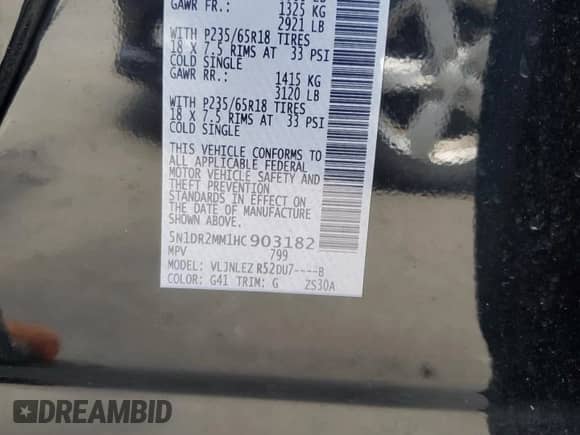 GAWR FR.: 1325 KG
2921 LB
WITH P235/65R18 TIRES
18 X 7.5 RIMS AT 33 PSI
COLD SINGLE
GAWR RR.: 1415 KG
3120 LB
WITH P235/65R18 TIRES
18 X 7.5 RIMS AT 33 PSI
COLD SINGLE
THIS VEHICLE CONFORMS TO
ALL APPLICABLE FEDERAL
MOTOR VEHICLE SAFETY AND
THEFT PREVENTION
STANDARDS IN EFFECT ON
THE DATE OF MANUFACTURE
SHOWN ABOVE.
5N1DR2MM1HC903182
MPV 799
MODEL: VLJNLEZ R52DU7----B
COLOR: G41 TRIM: G ZS30A
DREAMBID